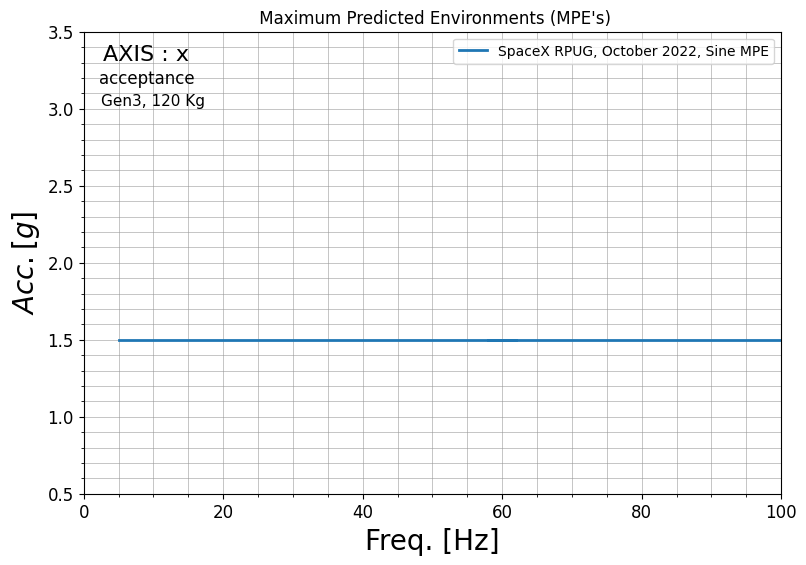 Maximum Predicted Environments (MPE's)
AXIS : x
acceptance
Gen3, 120 Kg
SpaceX RPUG, October 2022, Sine MPE
3.5
3.0
2.5
2.0
1.5
1.0
0.5
Acc. [g]
0 20 40 60 80 100
Freq. [Hz]